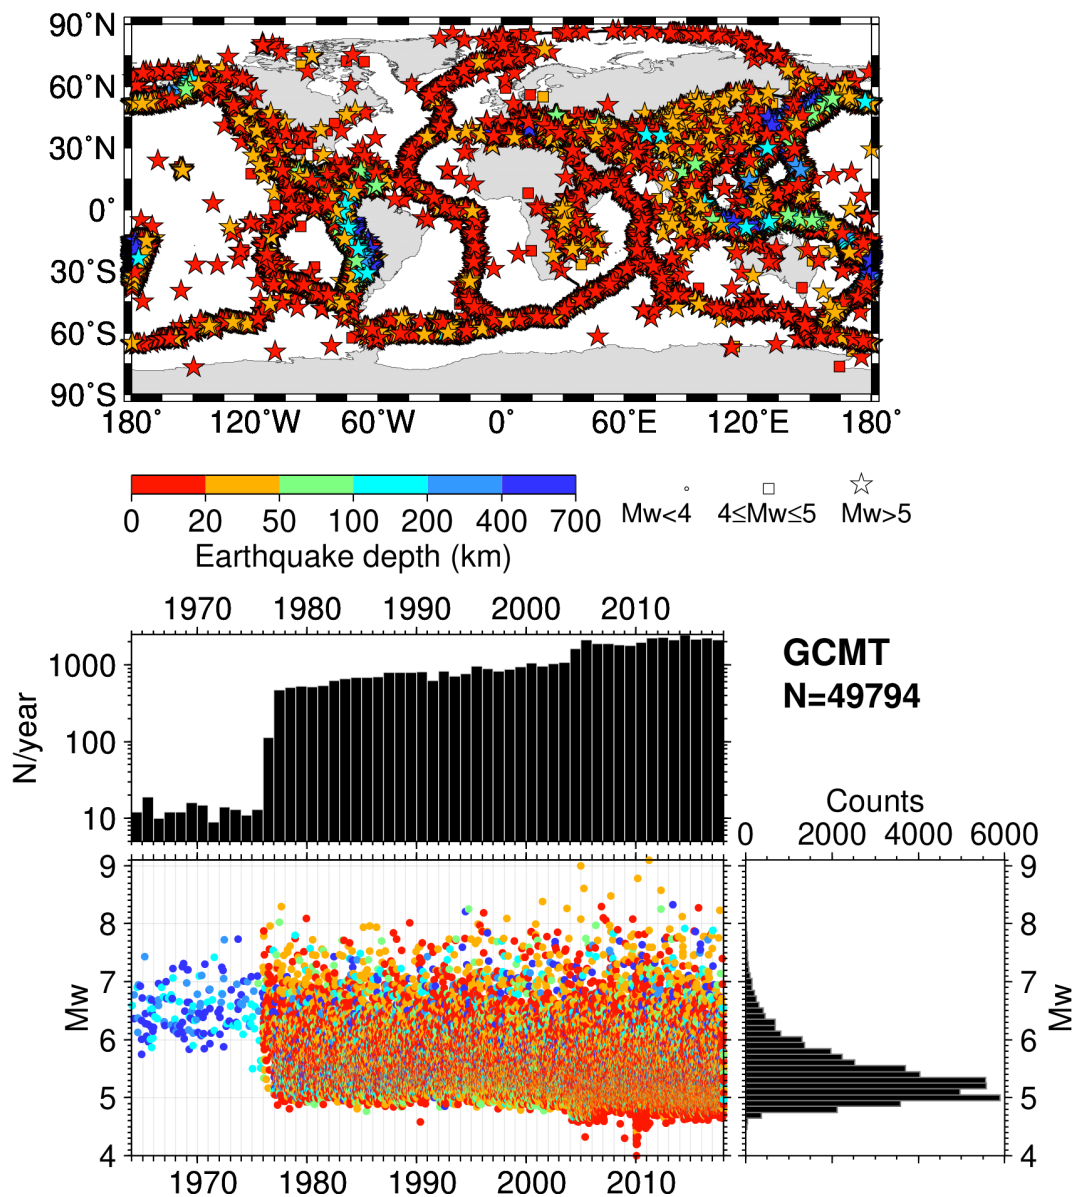 90˚N
60˚N
30˚N
0˚
30˚S
60˚S
90˚S
180˚ 120˚W 60˚W 0˚ 60˚E 120˚E 180˚
0 20 50 100 200 400 700
Earthquake depth (km)
Mw<4 4≤Mw≤5 Mw>5
1970 1980 1990 2000 2010
N/year
1000
100
10
GCMT
N=49794
Counts
0 2000 4000 6000
Mw
9
8
7
6
5
4
1970 1980 1990 2000 2010
9
8
7
6
5
4
Mw